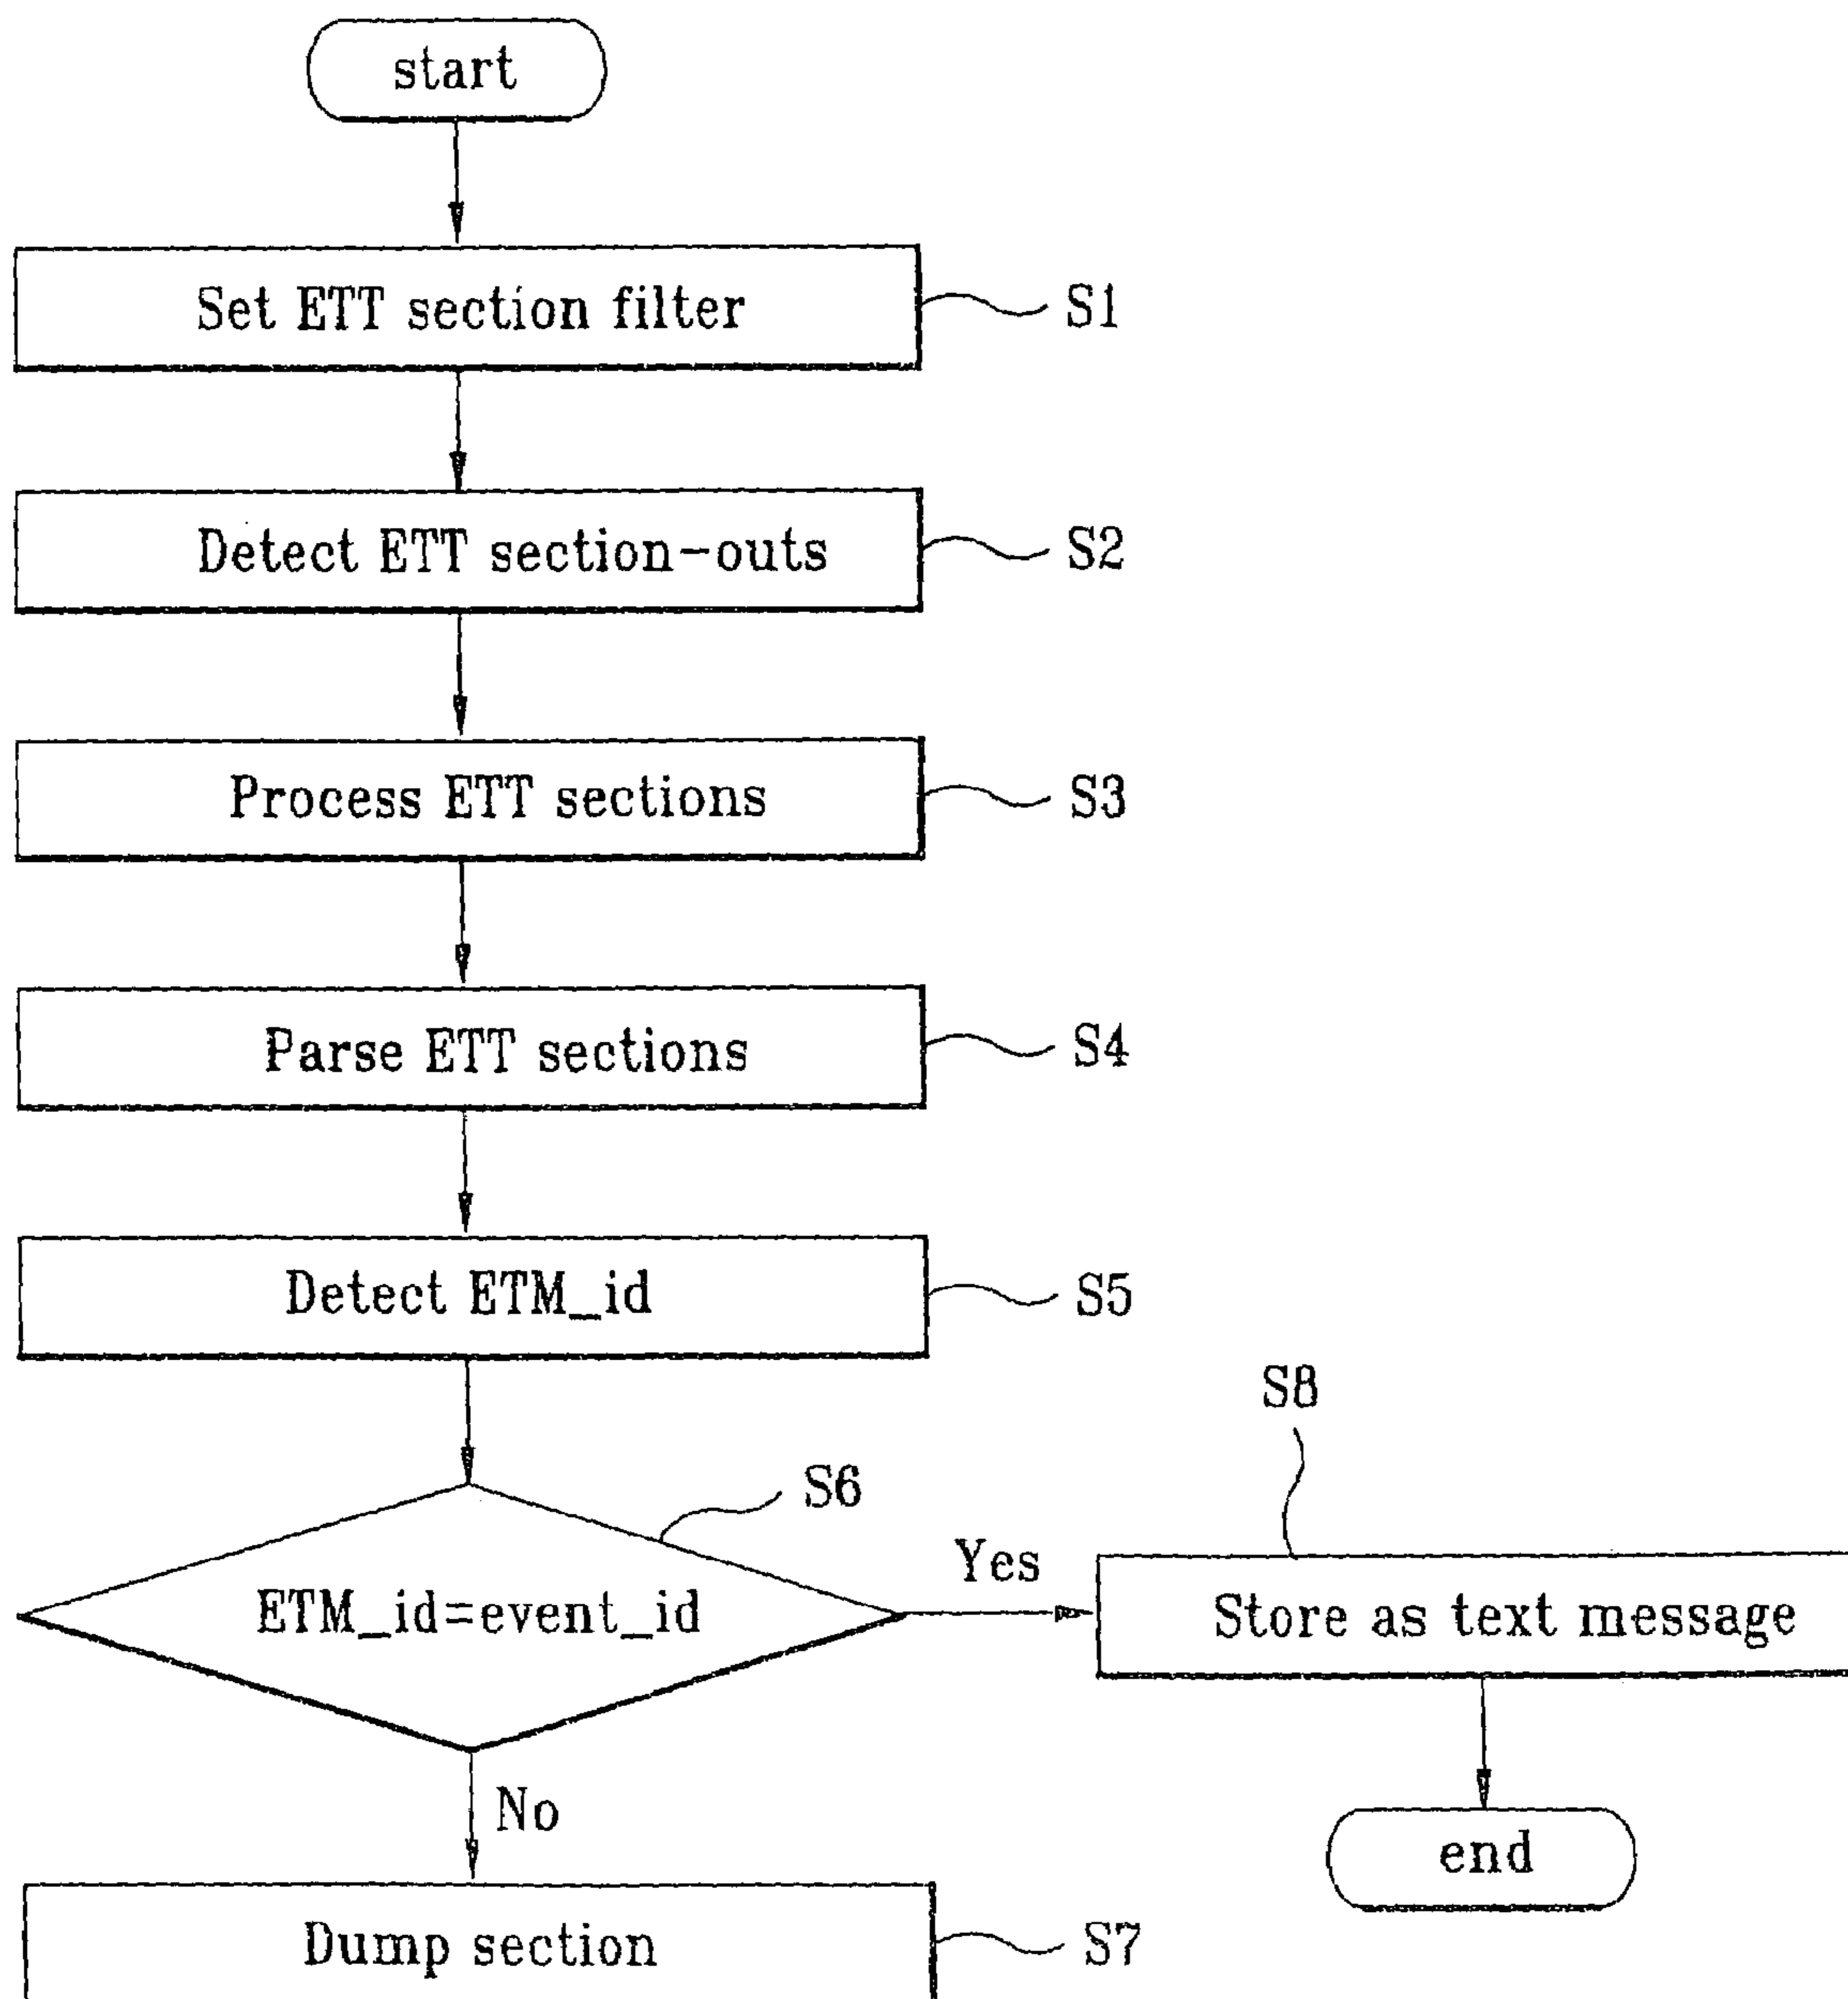 start
Set ETT section filter
S1
Detect ETT section-outs
S2
Process ETT sections
S3
Parse ETT sections
S4
Detect ETM_id
S5
S8
S6
Yes
ETM_id=event_id
Store as text message
No
end
Dump section
S7